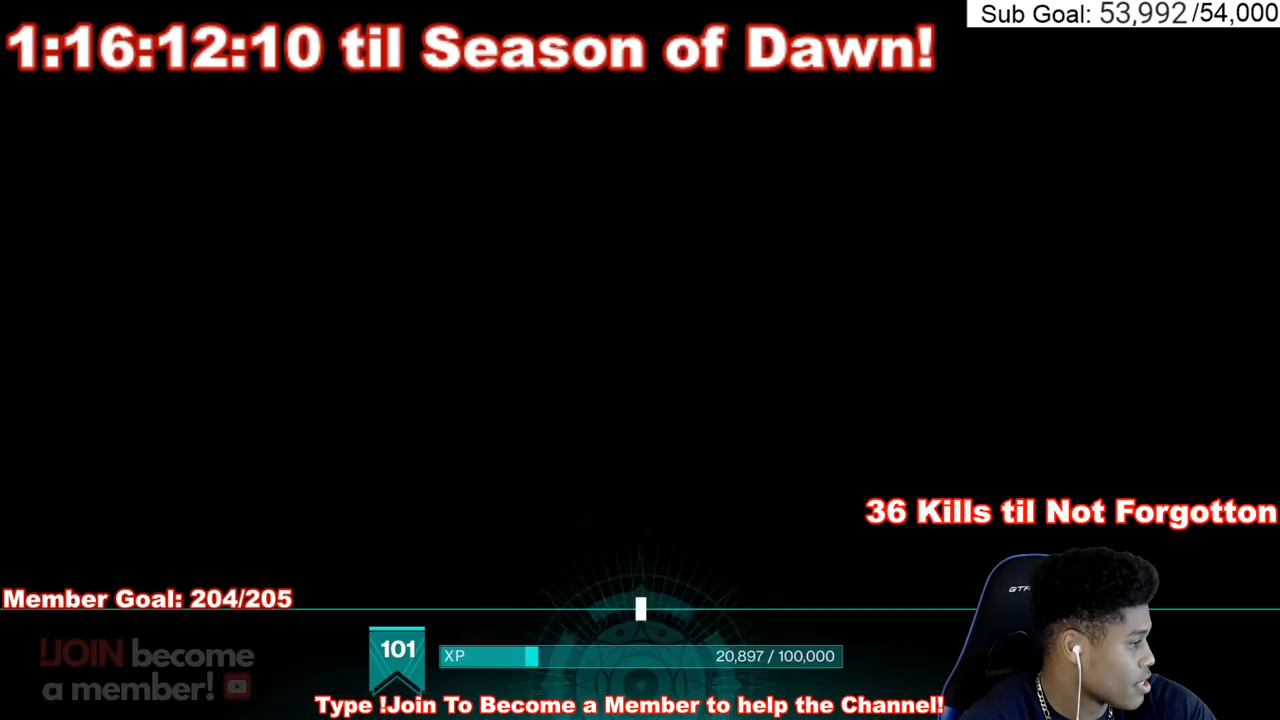 Sub Goal: 53,992 /54,000
1:16:12:10 til Season of Dawn!
36 Kills til Not Forgotton
Member Goal: 204/205
!JOIN become
a member!
101
XP
20,897 / 100,000
Type !Join To Become a Member to help the Channel!